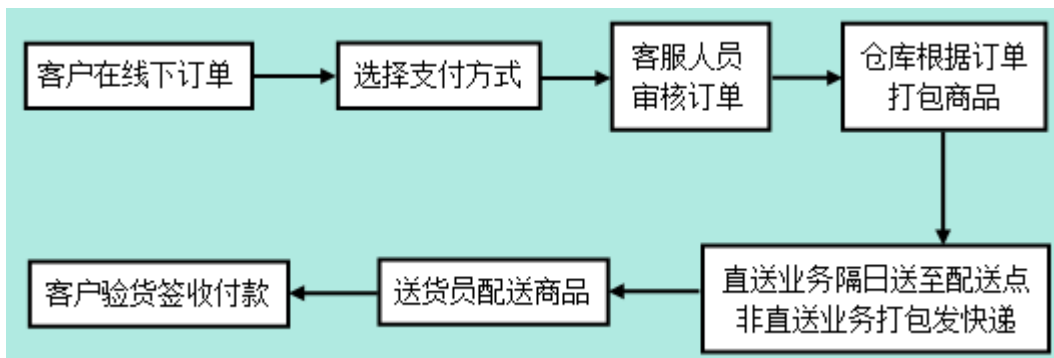 客户在线下订单
选择支付方式
客服人员
审核订单
仓库根据订单
打包商品
直送业务隔日送至配送点
非直送业务打包发快递
送货员配送商品
客户验货签收付款